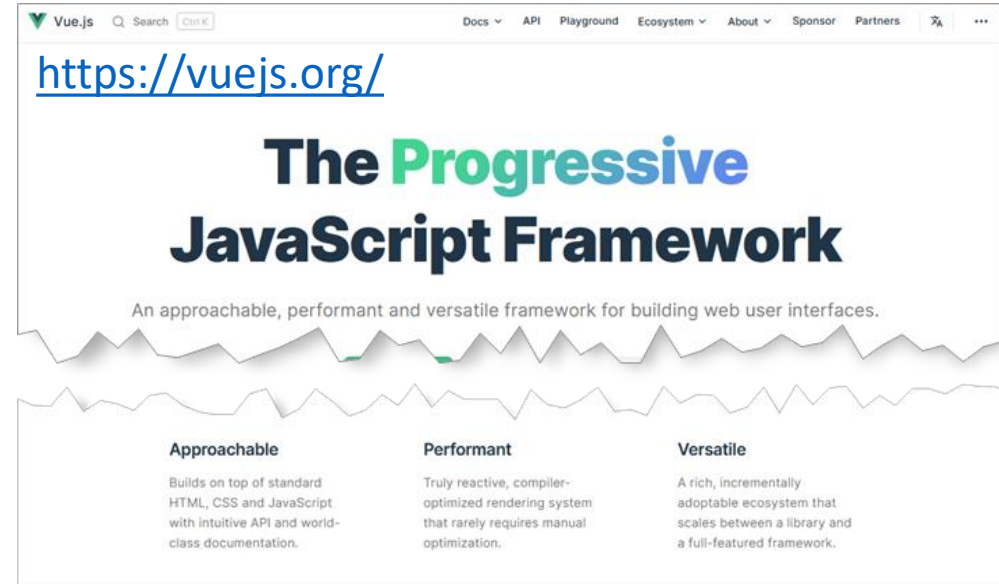 Vue.js Search Ctrl K Docs API Playground Ecosystem About Sponsor Partners
https://vuejs.org/
The Progressive
JavaScript Framework
An approachable, performant and versatile framework for building web user interfaces.
Approachable
Builds on top of standard
HTML, CSS and JavaScript
with intuitive API and world-
class documentation.
Performant
Truly reactive, compiler-
optimized rendering system
that rarely requires manual
optimization.
Versatile
A rich, incrementally
adoptable ecosystem that
scales between a library and
a full-featured framework.